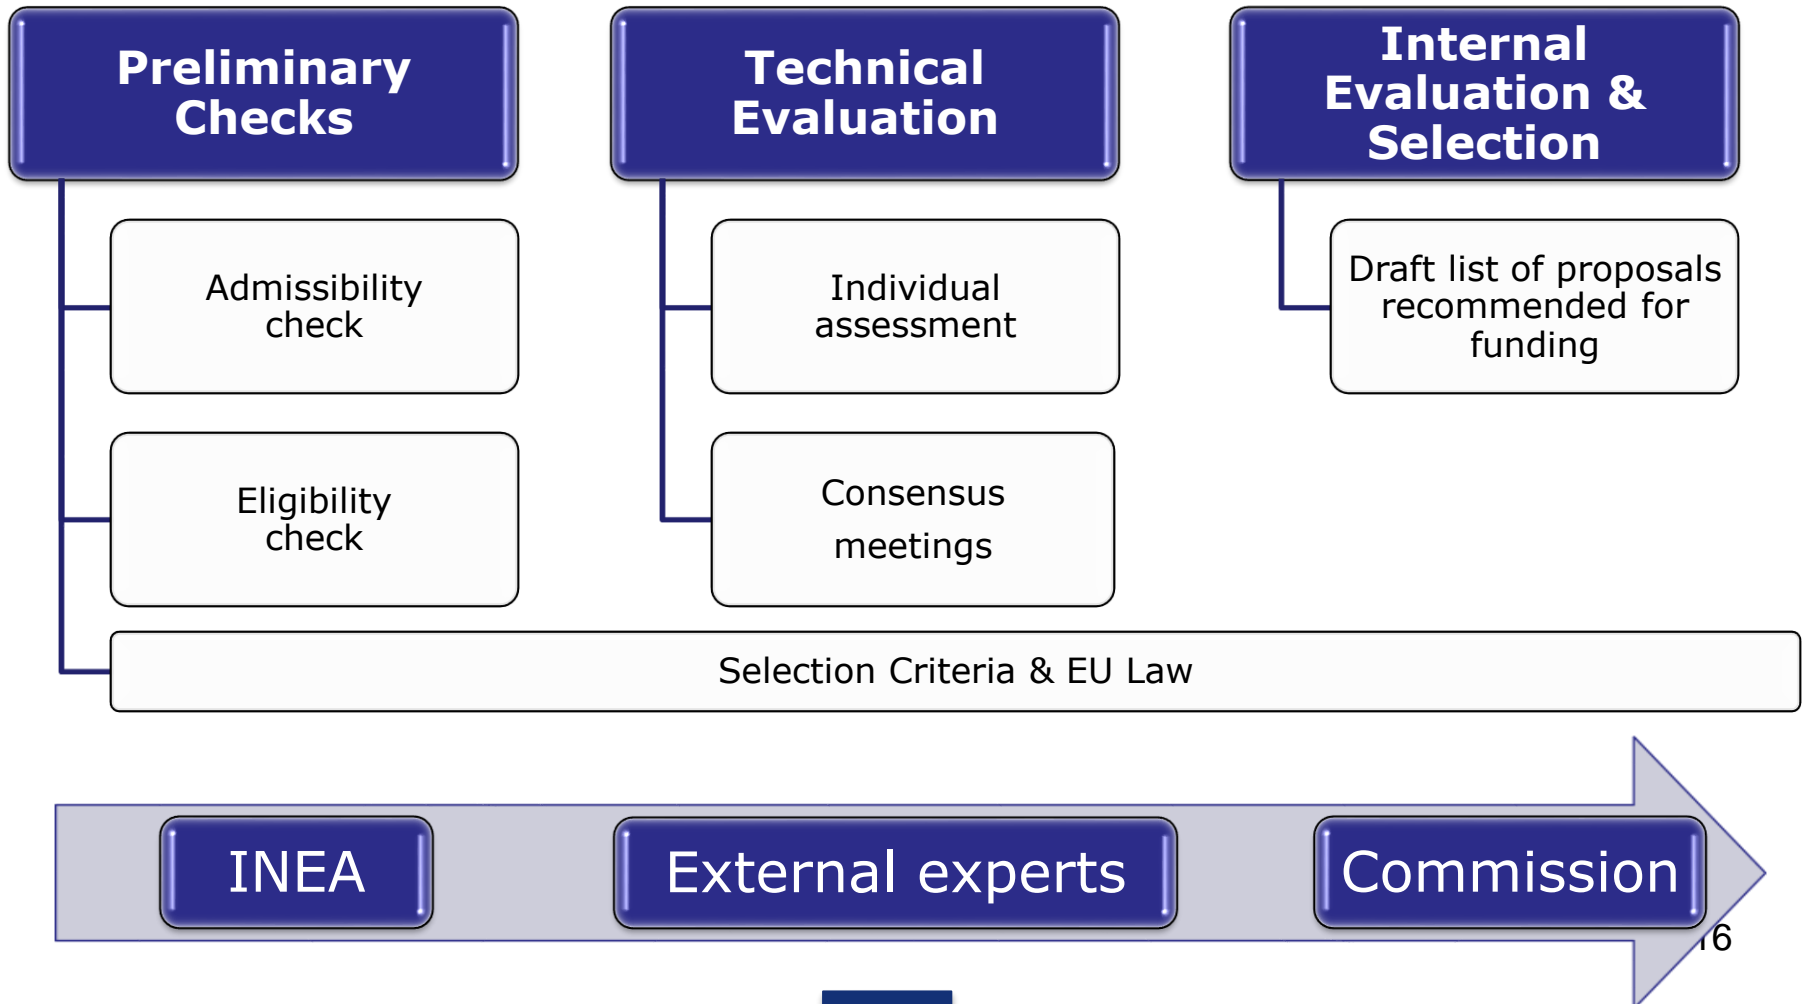 Preliminary
Checks
Technical
Evaluation
Internal
Evaluation &
Selection
Admissibility
check
Individual
assessment
Draft list of proposals
recommended for
funding
Eligibility
check
Consensus
meetings
Selection Criteria & EU Law
INEA
External experts
Commission
16